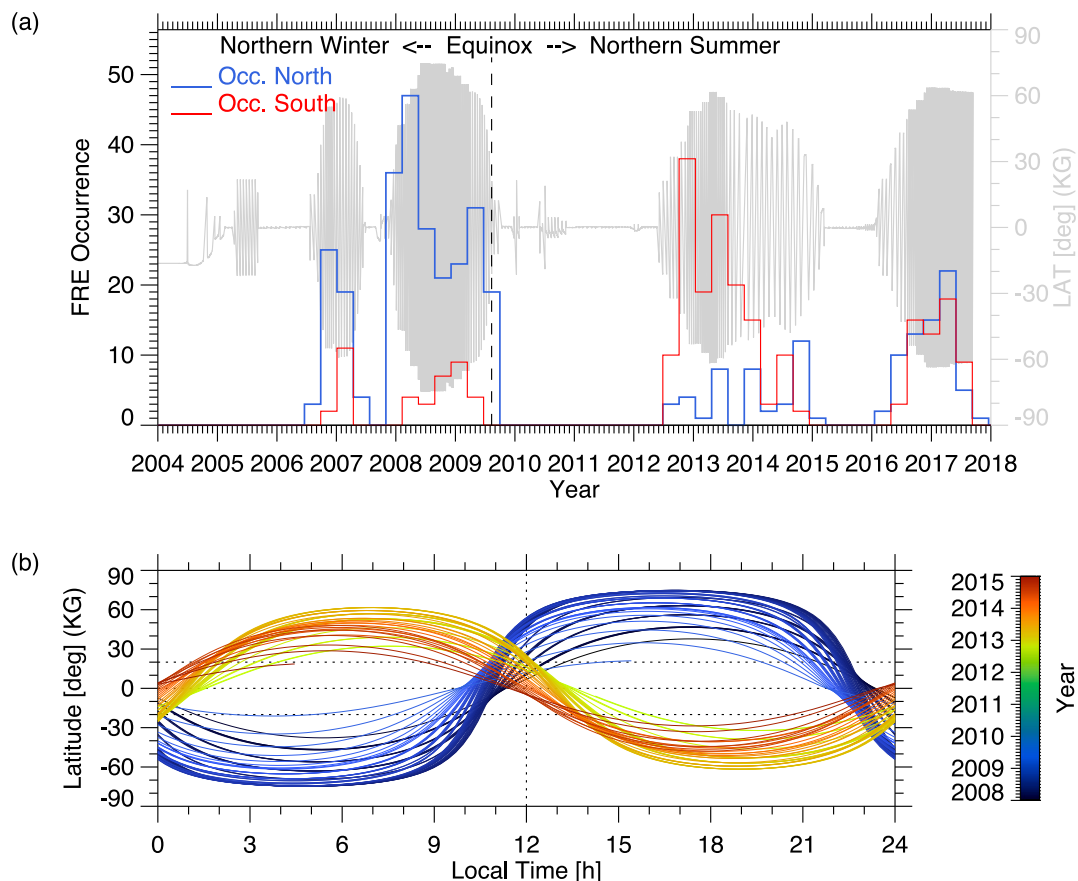 (a)
Northern Winter <-- Equinox --> Northern Summer
Occ. North
Occ. South
FRE Occurrence
50
40
30
20
10
0
90
60
30
0
-30
-60
-90
LAT [deg] (KG)
2004 2005 2006 2007 2008 2009 2010 2011 2012 2013 2014 2015 2016 2017 2018
Year
(b)
Latitude [deg] (KG)
90
60
30
0
-30
-60
-90
0 3 6 9 12 15 18 21 24
Local Time [h]
2015
2014
2013
2012
2011
2010
2009
2008
Year